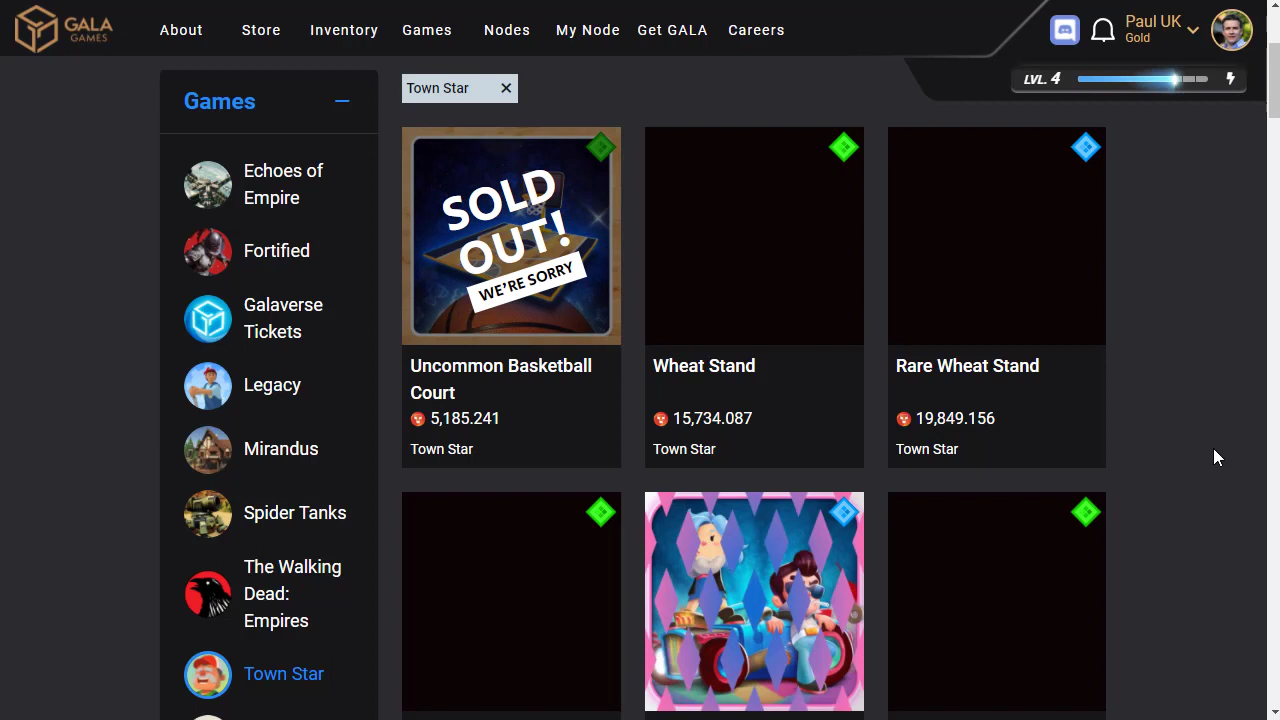 GALA
GAMES
About
Store
Inventory
Games
Nodes
My Node
Get GALA
Careers
Paul UK
Gold
LVL. 4
Games
Town Star
Echoes of
Empire
Fortified
Galaverse
Tickets
Legacy
Mirandus
Spider Tanks
The Walking
Dead:
Empires
Town Star
SOLD
OUT!
WE'RE SORRY
Uncommon Basketball
Court
5,185.241
Town Star
Wheat Stand
15,734.087
Town Star
Rare Wheat Stand
19,849.156
Town Star